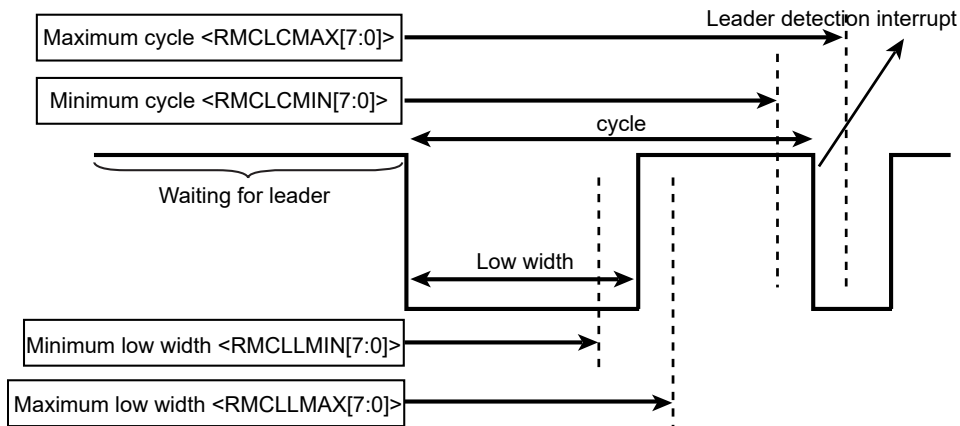 Leader detection interrupt
Maximum cycle <RMCLCMAX[7:0]>
Minimum cycle <RMCLCMIN[7:0]>
cycle
Waiting for leader
Low width
Minimum low width <RMCLLMIN[7:0]>
Maximum low width <RMCLLMAX[7:0]>